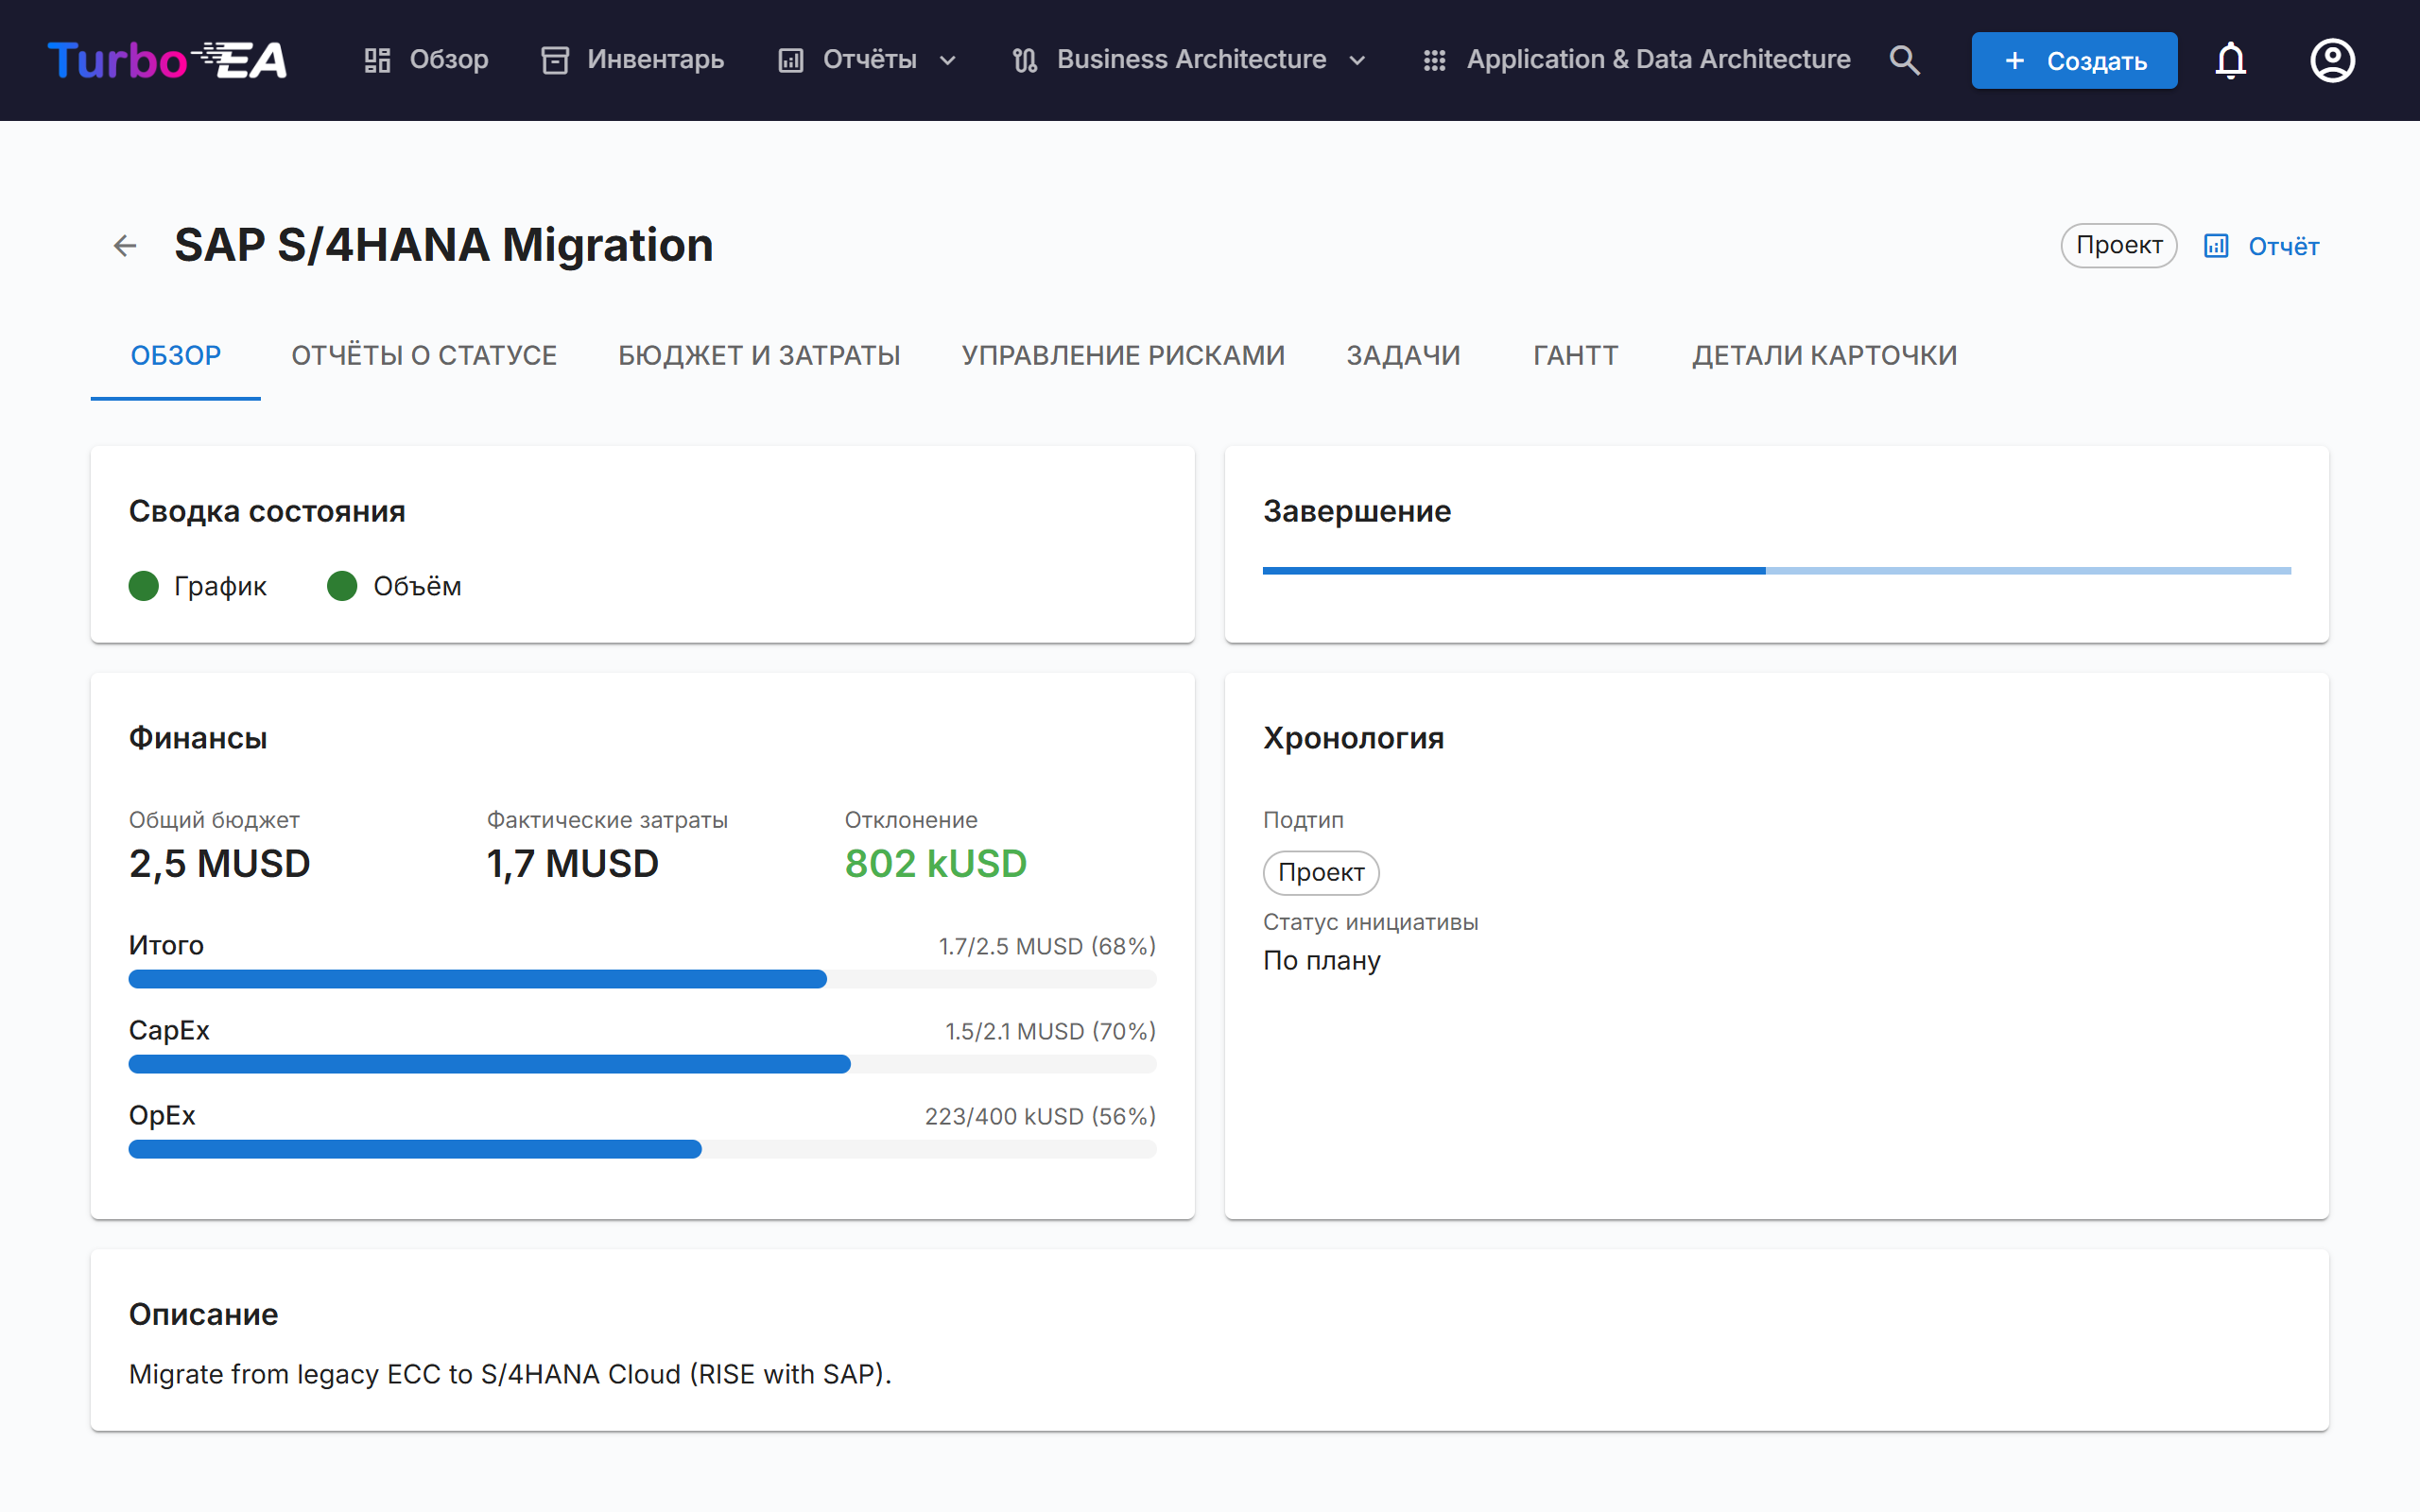 Turbo EA Обзор Инвентарь Отчёты Business Architecture Application & Data Architecture + Создать
SAP S/4HANA Migration Проект Отчёт
ОБЗОР ОТЧЁТЫ О СТАТУСЕ БЮДЖЕТ И ЗАТРАТЫ УПРАВЛЕНИЕ РИСКАМИ ЗАДАЧИ ГАНТТ ДЕТАЛИ КАРТОЧКИ
Сводка состояния
График Объём
Завершение
Финансы
Общий бюджет Фактические затраты Отклонение
2,5 MUSD 1,7 MUSD 802 kUSD
Итого 1.7/2.5 MUSD (68%)
CapEx 1.5/2.1 MUSD (70%)
OpEx 223/400 kUSD (56%)
Хронология
Подтип
Проект
Статус инициативы
По плану
Описание
Migrate from legacy ECC to S/4HANA Cloud (RISE with SAP).